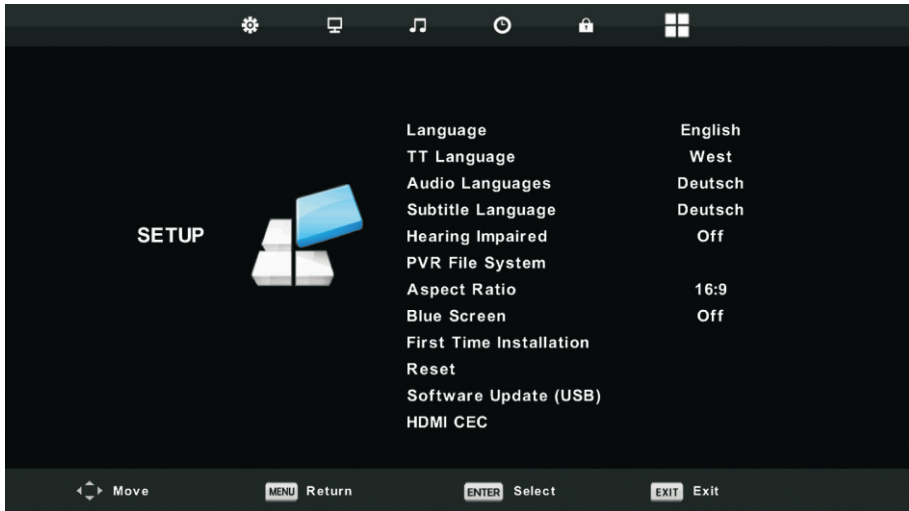 Language English
TT Language West
Audio Languages Deutsch
Subtitle Language Deutsch
SETUP
Hearing Impaired Off
PVR File System
Aspect Ratio 16:9
Blue Screen Off
First Time Installation
Reset
Software Update (USB)
HDMI CEC
Move MENU Return ENTER Select EXIT Exit